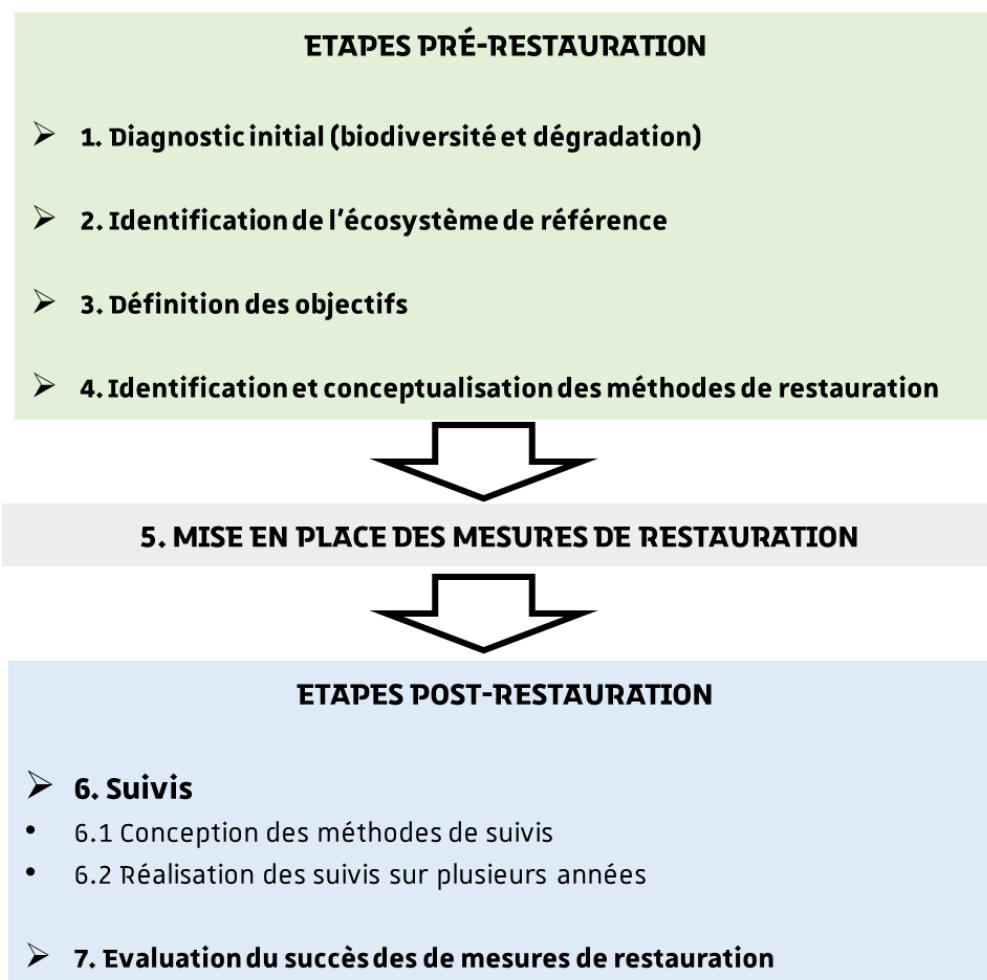 ETAPES PRÉ-RESTAURATION
➢ 1. Diagnostic initial (biodiversité et dégradation)
➢ 2. Identification de l'écosystème de référence
➢ 3. Définition des objectifs
➢ 4. Identification et conceptualisation des méthodes de restauration
5. MISE EN PLACE DES MESURES DE RESTAURATION
ETAPES POST-RESTAURATION
➢ 6. Suivis
• 6.1 Conception des méthodes de suivis
• 6.2 Réalisation des suivis sur plusieurs années
➢ 7. Evaluation du succès des de mesures de restauration